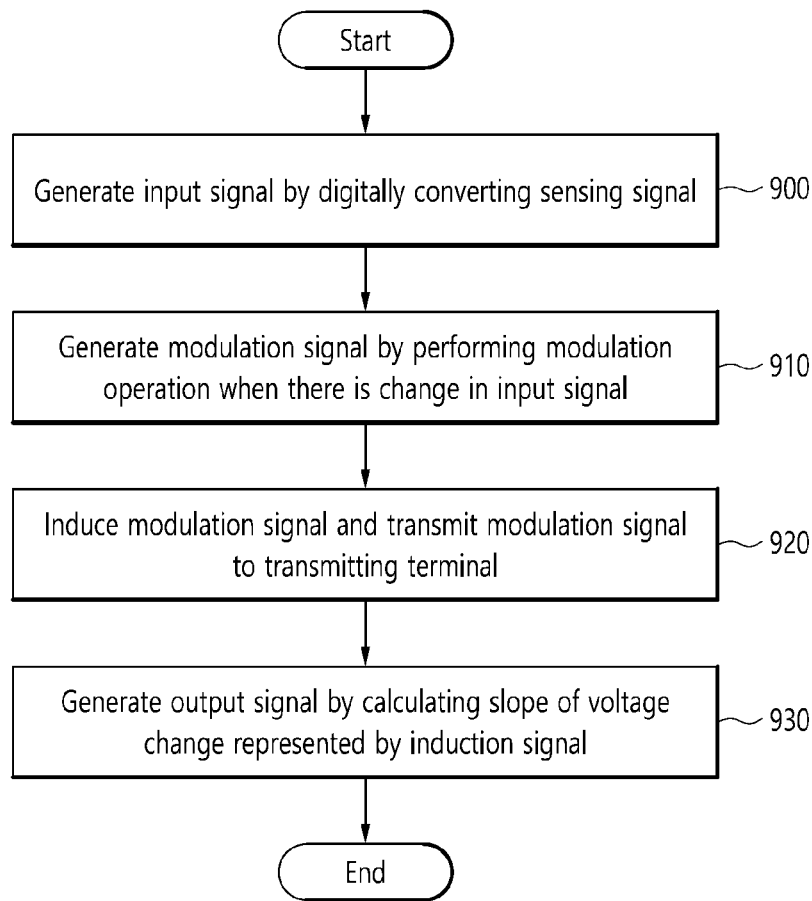 Start
Generate input signal by digitally converting sensing signal
900
Generate modulation signal by performing modulation
operation when there is change in input signal
910
Induce modulation signal and transmit modulation signal
to transmitting terminal
920
Generate output signal by calculating slope of voltage
change represented by induction signal
930
End